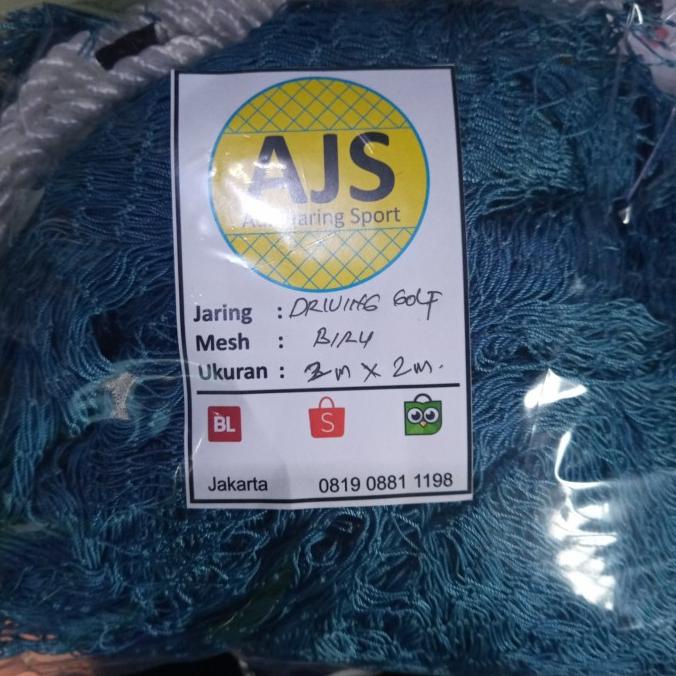 AJS
Jaring Sport
Jaring : DRIVING GOLF
Mesh : BIRU
Ukuran : 3m x 2m.
BL S
Jakarta 0819 0881 1198